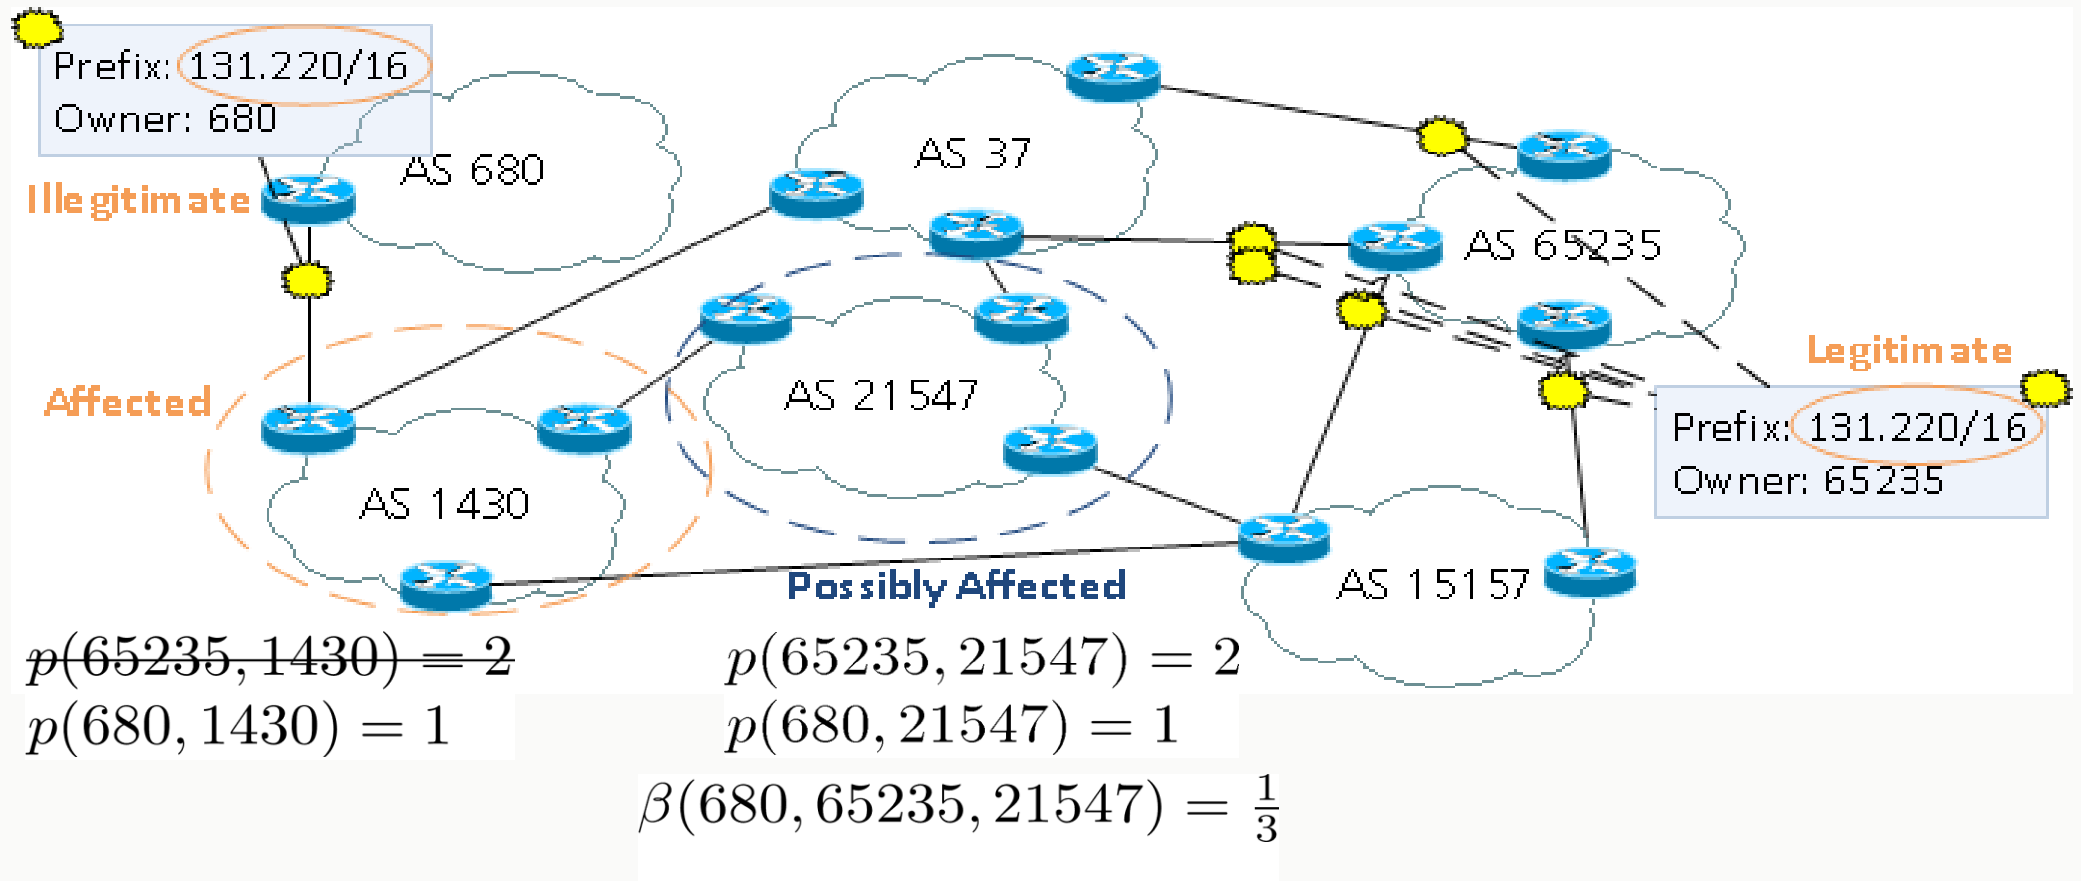 Prefix: 131.220/16
Owner: 680
AS 680
Illegitimate
AS 37
AS 65235
Legitimate
Prefix: 131.220/16
Owner: 65235
Affected
AS 21547
AS 1430
AS 15157
Possibly Affected
p(65235, 1430) = 2
p(680, 1430) = 1
p(65235, 21547) = 2
p(680, 21547) = 1
β(680, 65235, 21547) = 1/3